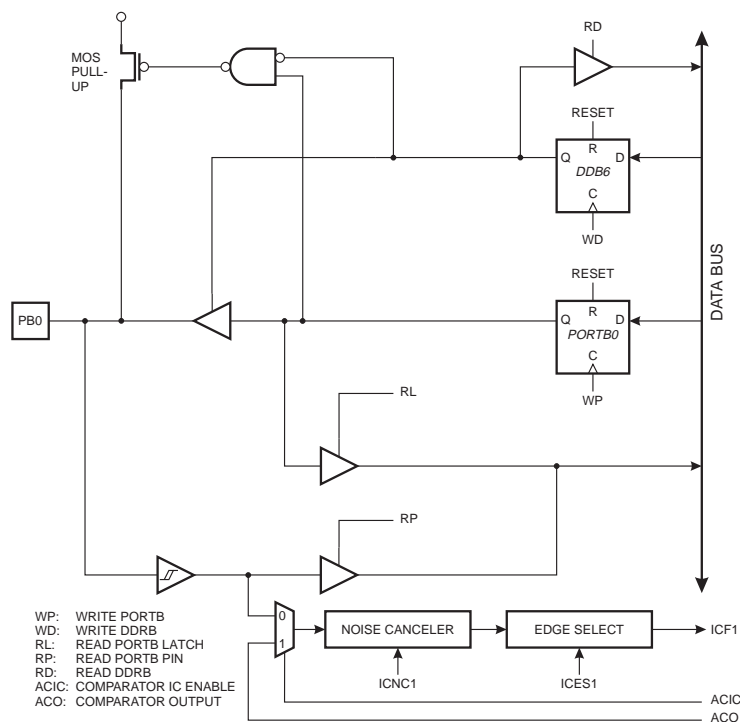 RD
MOS
PULL-
UP
RESET
R
Q
D
DDB6
C
WD
RESET
R
PB0
Q
D
PORTB0
C
WP
DATA BUS
RL
RP
WP: WRITE PORTB
WD: WRITE DDRB
RL: READ PORTB LATCH
RP: READ PORTB PIN
RD: READ DDRB
ACIC: COMPARATOR IC ENABLE
ACO: COMPARATOR OUTPUT
0
1
NOISE CANCELER
EDGE SELECT
ICF1
ICNC1
ICES1
ACIC
ACO